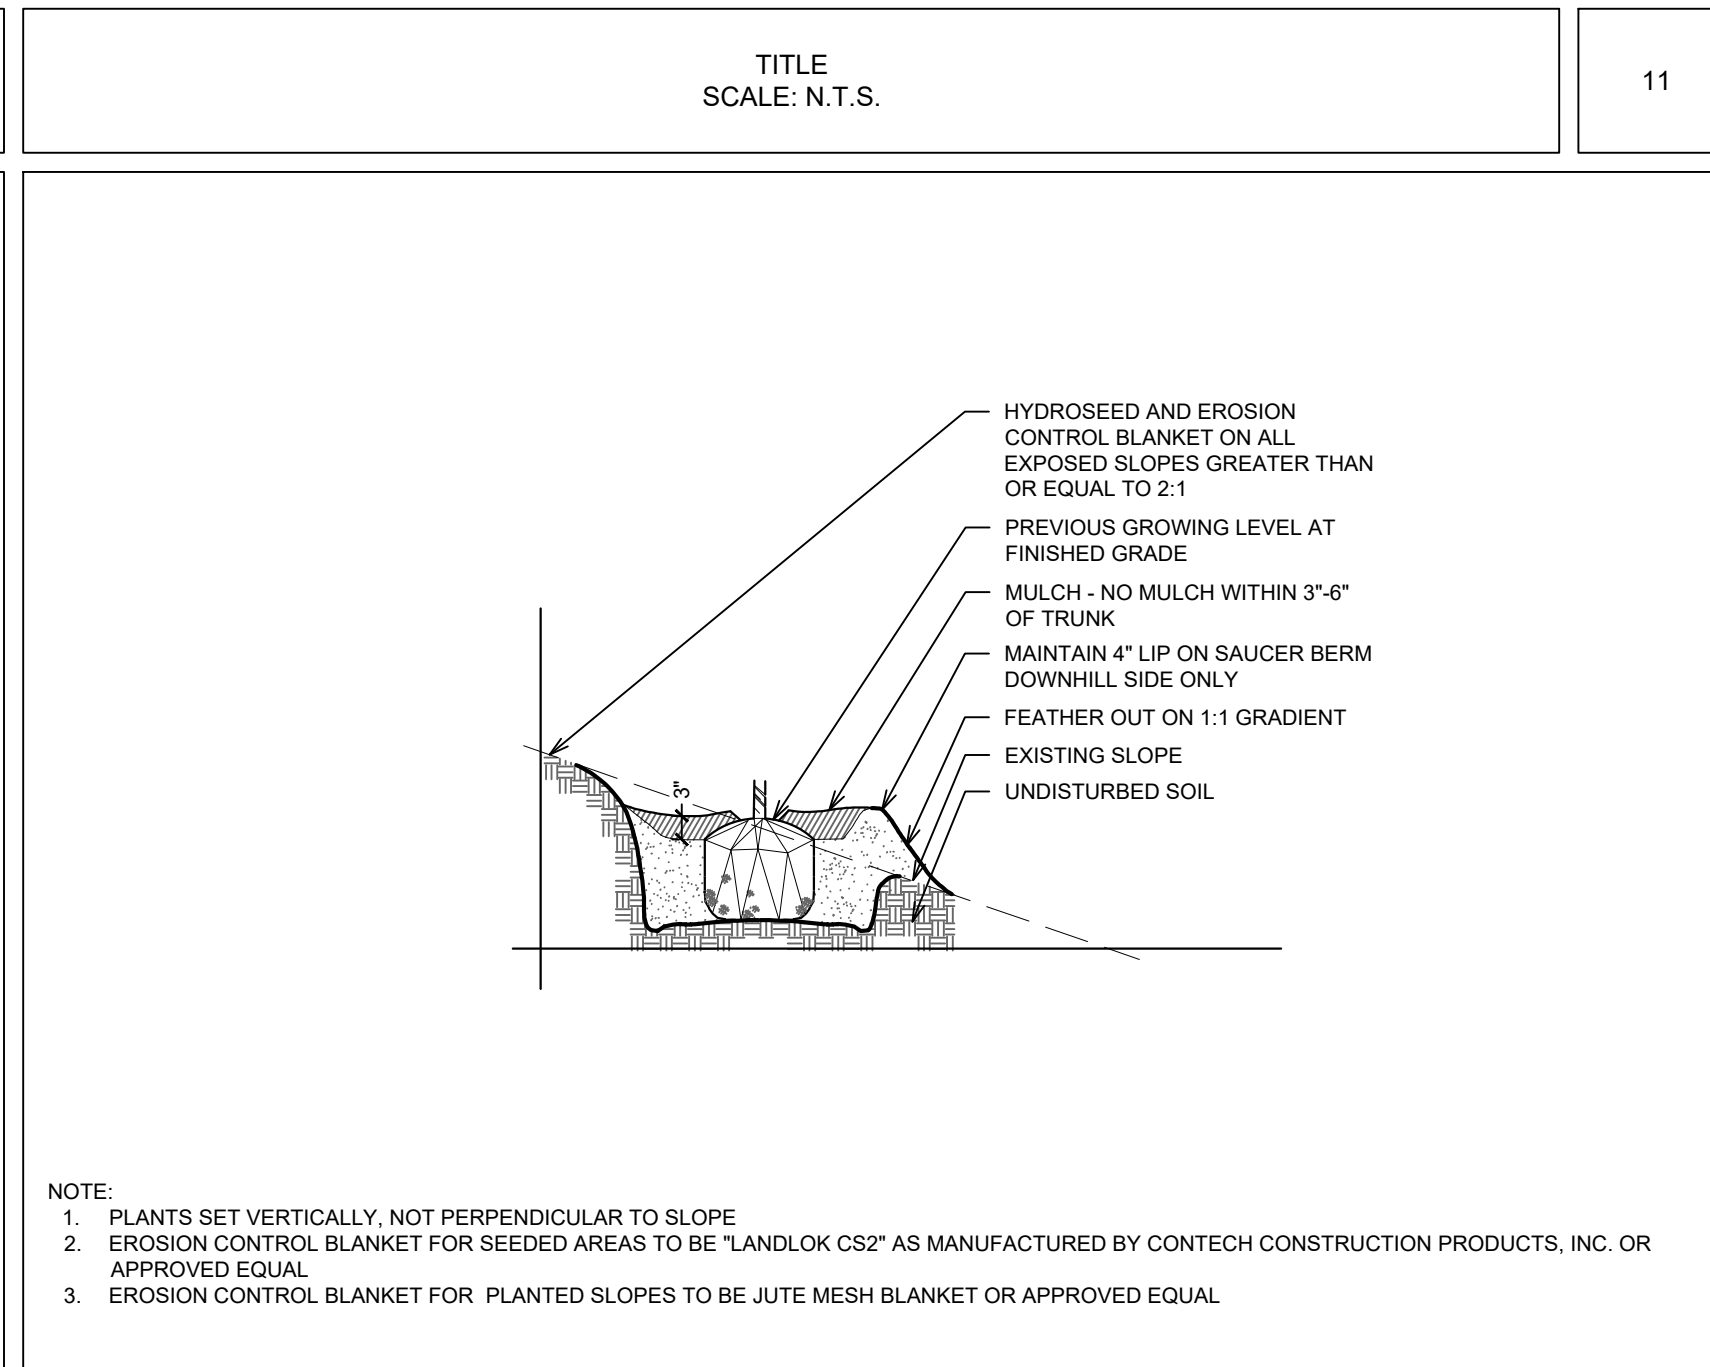 TITLE
SCALE: N.T.S.
11
HYDROSEED AND EROSION
CONTROL BLANKET ON ALL
EXPOSED SLOPES GREATER THAN
OR EQUAL TO 2:1
PREVIOUS GROWING LEVEL AT
FINISHED GRADE
MULCH - NO MULCH WITHIN 3"-6"
OF TRUNK
MAINTAIN 4" LIP ON SAUCER BERM
DOWNHILL SIDE ONLY
FEATHER OUT ON 1:1 GRADIENT
EXISTING SLOPE
UNDISTURBED SOIL
3"
NOTE:
1. PLANTS SET VERTICALLY, NOT PERPENDICULAR TO SLOPE
2. EROSION CONTROL BLANKET FOR SEEDED AREAS TO BE "LANDLOK CS2" AS MANUFACTURED BY CONTECH CONSTRUCTION PRODUCTS, INC. OR
APPROVED EQUAL
3. EROSION CONTROL BLANKET FOR PLANTED SLOPES TO BE JUTE MESH BLANKET OR APPROVED EQUAL